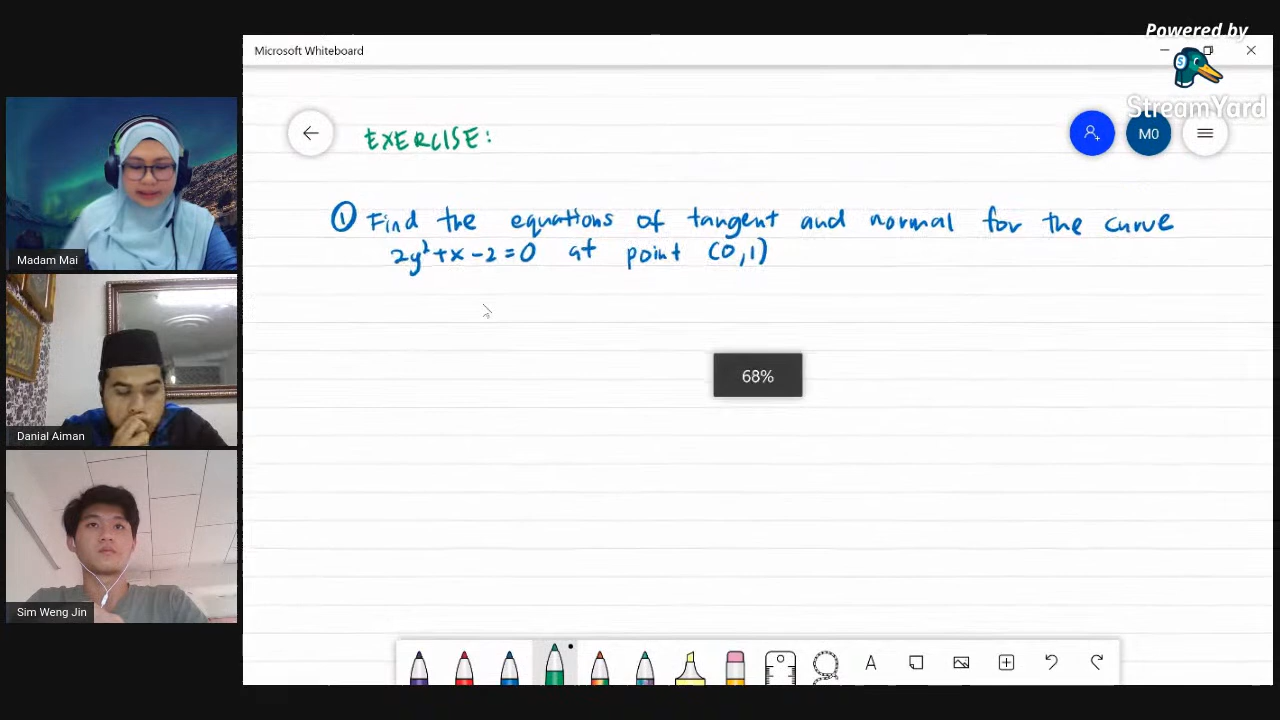 Powered by
Microsoft Whiteboard
StreamYard
EXERCISE:
M0
① Find the equations of tangent and normal for the curve
2y²+x-2=0 at point (0,1)
Madam Mai
68%
Danial Aiman
Sim Weng Jin
A